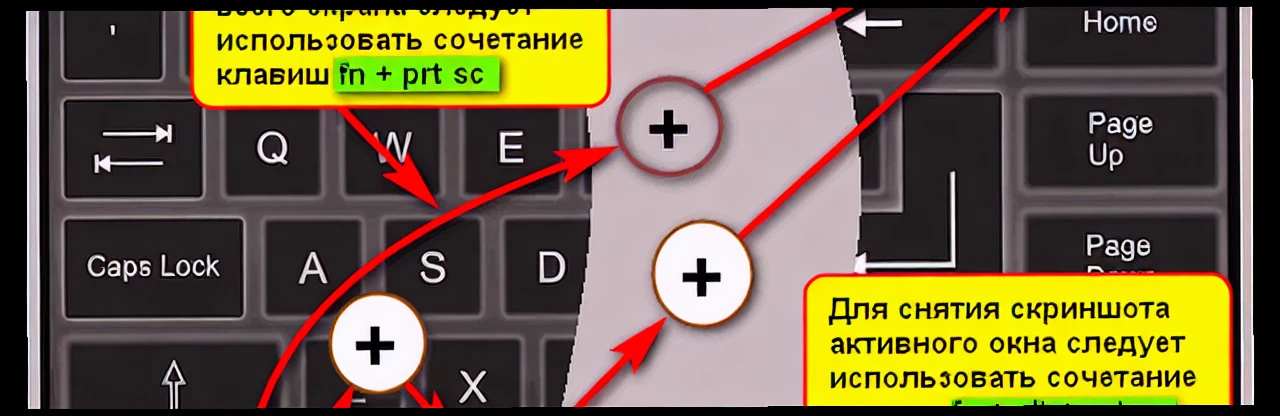 использовать сочетание
клавиш fn + prt sc
'
Home
+
Q W E
Page
Up
Caps Lock A S D
+
Page
Для снятия скриншота
активного окна следует
использовать сочетание
+
X